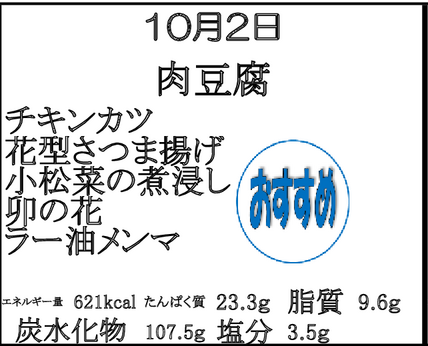 10月2日
肉豆腐
チキンカツ
花型さつま揚げ
小松菜の煮浸し
卯の花
ラー油メンマ
おすすめ
エネルギー量 621kcal たんぱく質 23.3g 脂質 9.6g
炭水化物 107.5g 塩分 3.5g